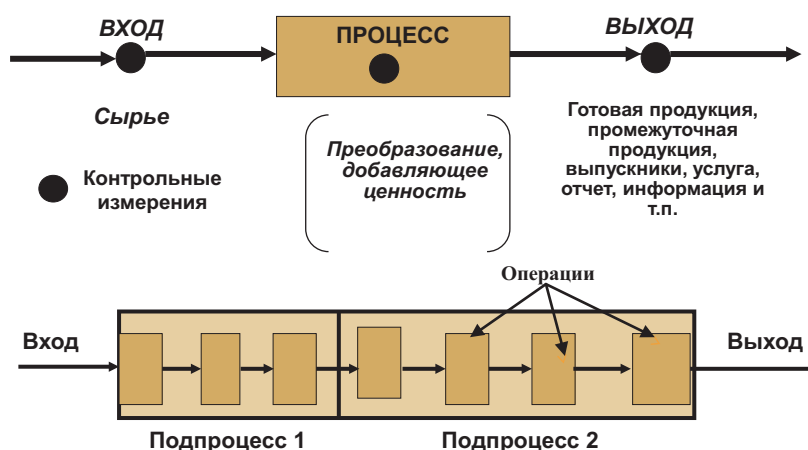 ВХОД
ПРОЦЕСС
ВЫХОД
Сырье
Преобразование,
добавляющее
ценность
Готовая продукция,
промежуточная
продукция,
выпускники, услуга,
отчет, информация и
т.п.
Контрольные
измерения
Операции
Вход
Выход
Подпроцесс 1
Подпроцесс 2